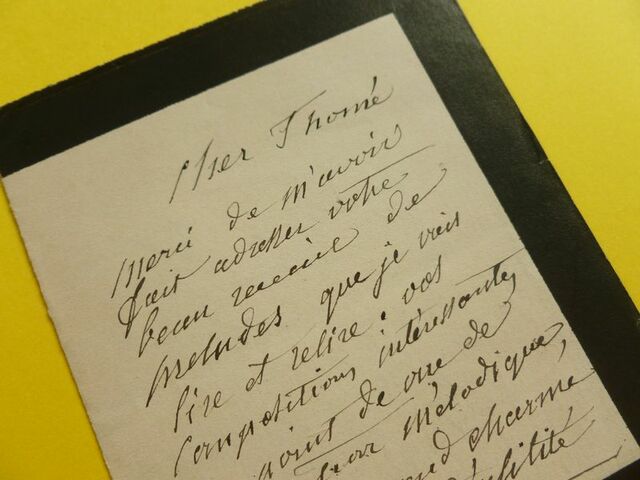 Cher Thomé
Merci de m'avoir
fait adresser votre
beau recueil de
préludes que je vais
lire et relire : vos
compositions intéressantes
point de vue de
mélodique,
charme